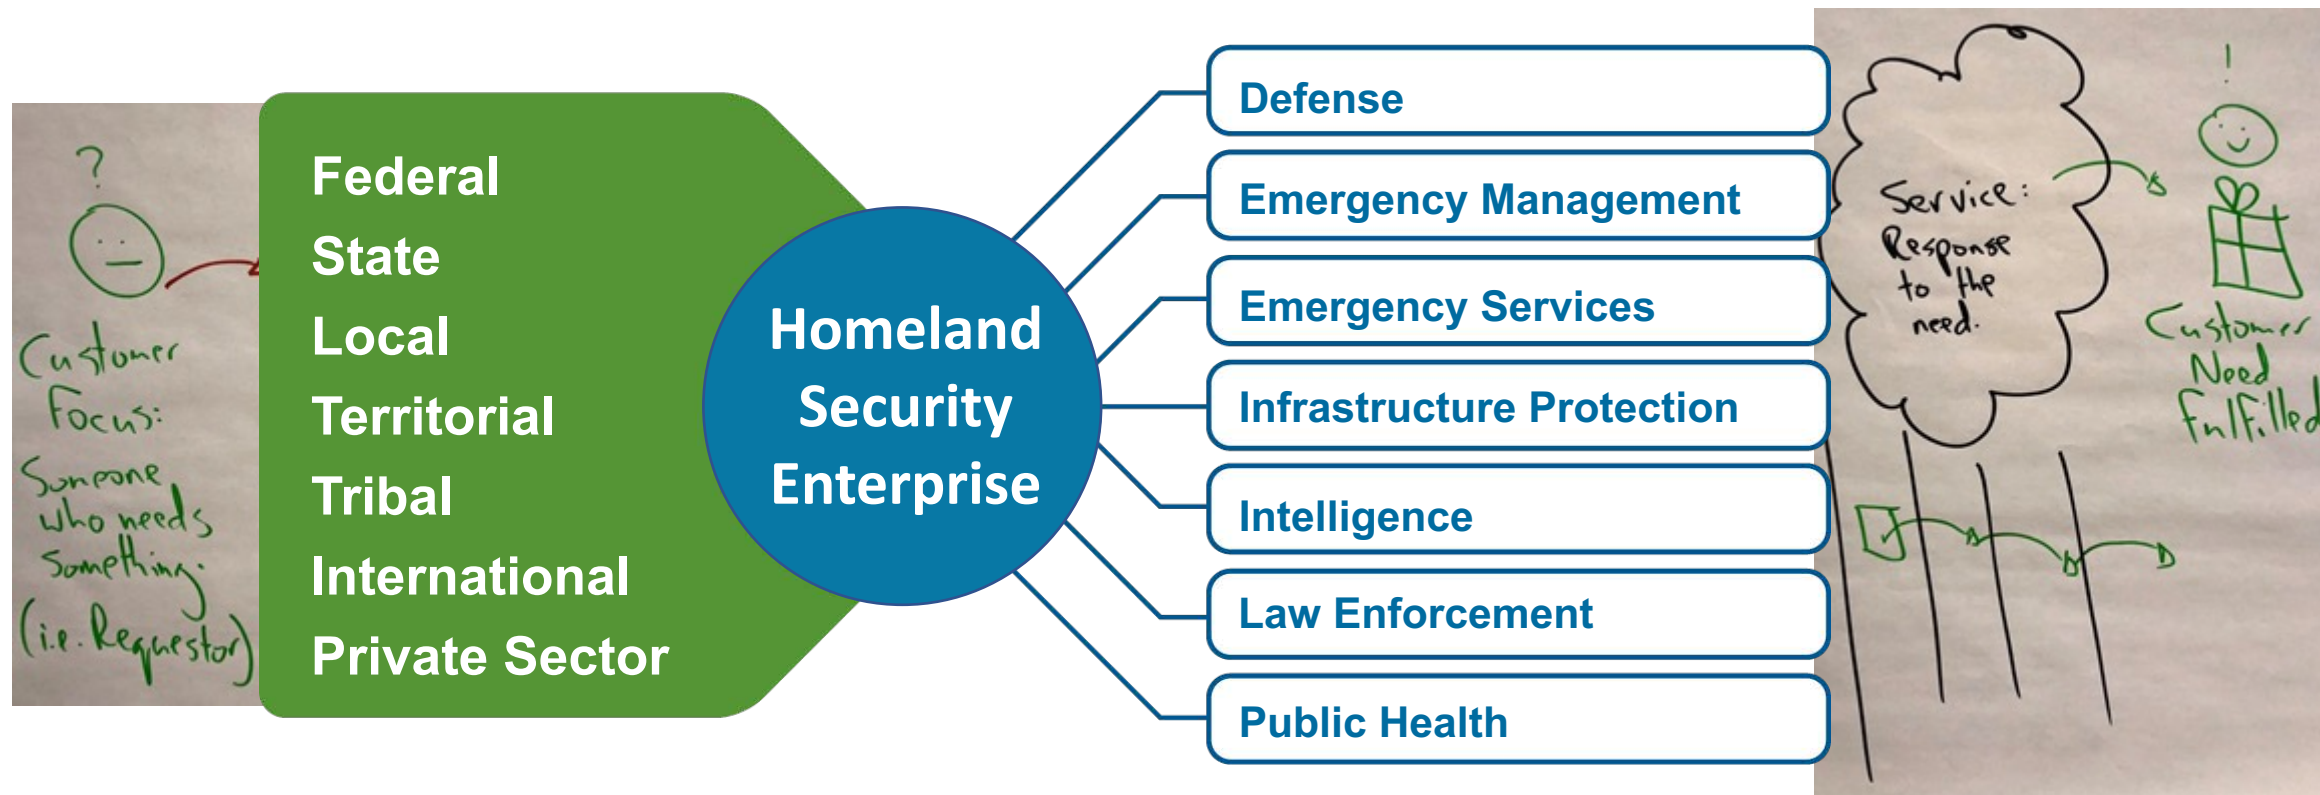 ?
Customer
Focus:
Someone
who needs
something.
(i.e. Requestor)
Federal
State
Local
Territorial
Tribal
International
Private Sector
Homeland
Security
Enterprise
Defense
Emergency Management
Emergency Services
Infrastructure Protection
Intelligence
Law Enforcement
Public Health
Service:
Response
to the
need.
!
Customer
Need
Fulfilled